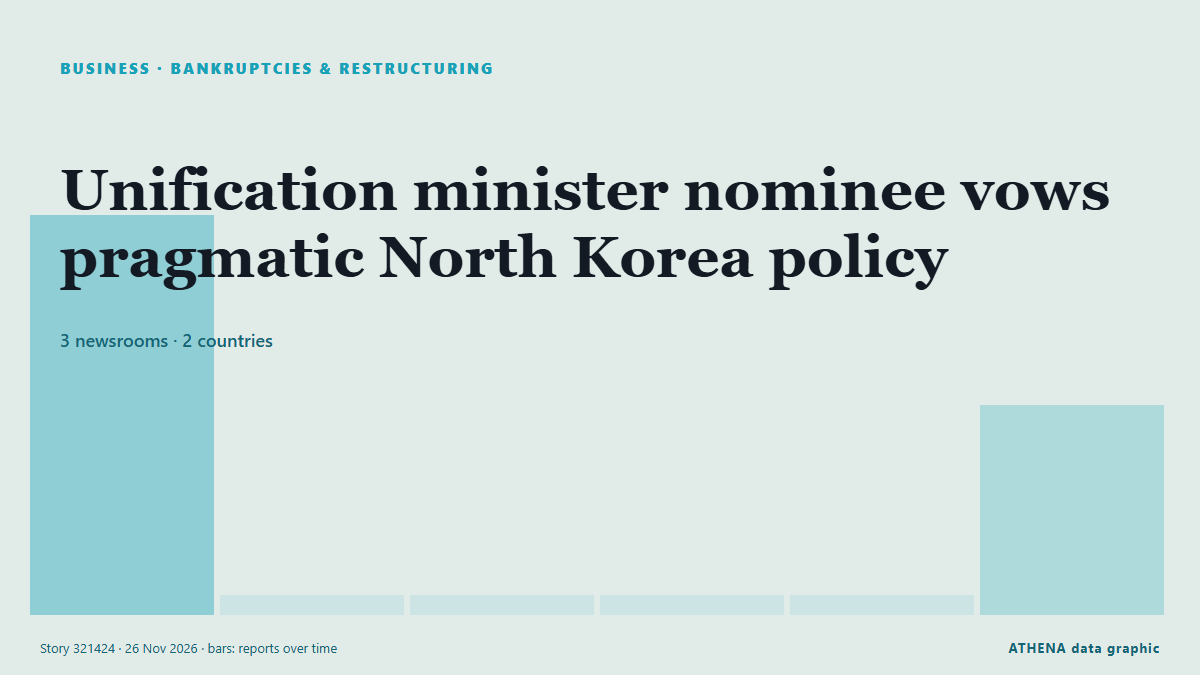 BUSINESS · BANKRUPTCIES & RESTRUCTURING
Unification minister nominee vows
pragmatic North Korea policy
3 newsrooms · 2 countries
Story 321424 · 26 Nov 2026 · bars: reports over time
ATHENA data graphic